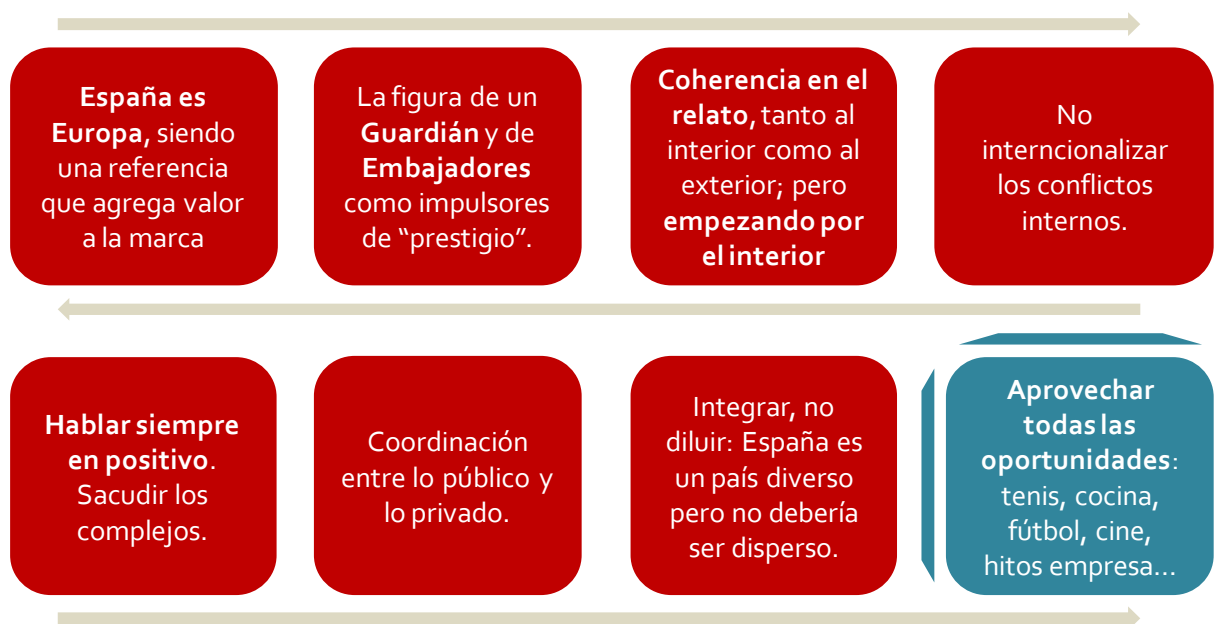 España es
Europa, siendo
una referencia
que agrega valor
a la marca
La figura de un
Guardián y de
Embajadores
como impulsores
de “prestigio”.
Coherencia en el
relato, tanto al
interior como al
exterior; pero
empezando por
el interior
No
interncionalizar
los conflictos
internos.
Hablar siempre
en positivo.
Sacudir los
complejos.
Coordinación
entre lo público y
lo privado.
Integrar, no
diluir: España es
un país diverso
pero no debería
ser disperso.
Aprovechar
todas las
oportunidades:
tenis, cocina,
fútbol, cine,
hitos empresa…